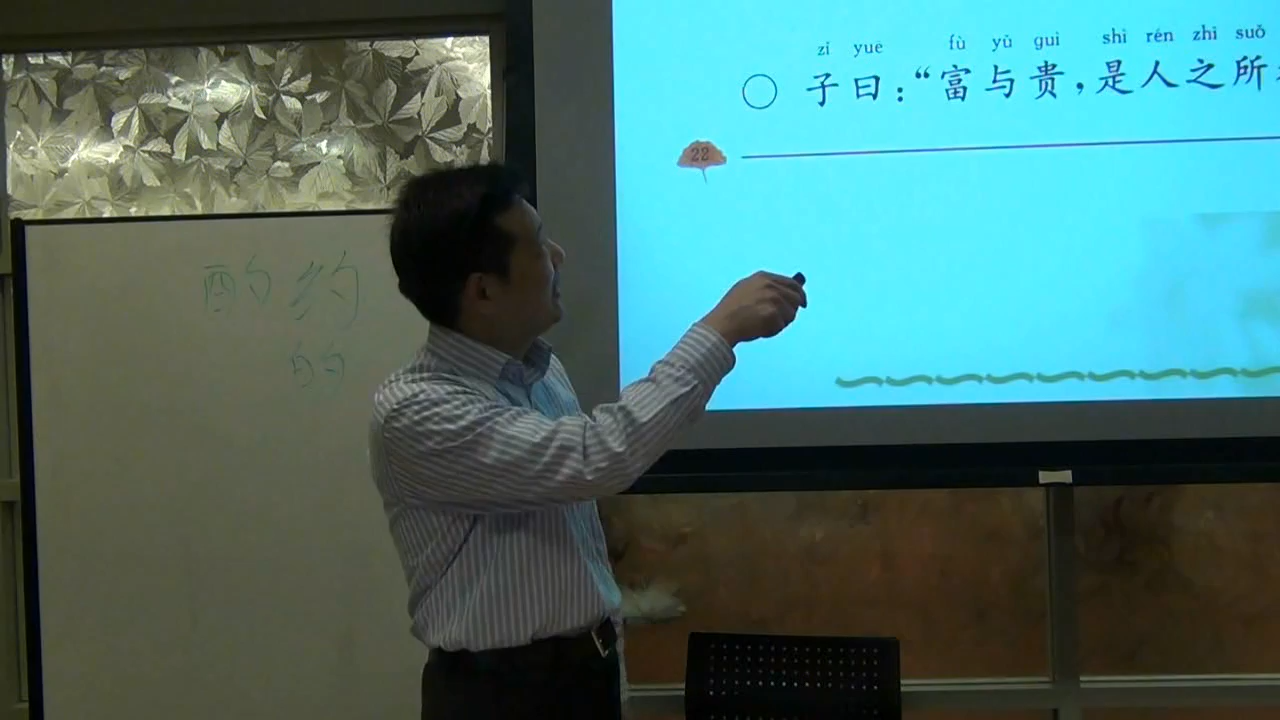 酌 约
的
zǐ yuē fù yǔ guì shì rén zhī suǒ
〇 子曰：“富与贵，是人之所
22